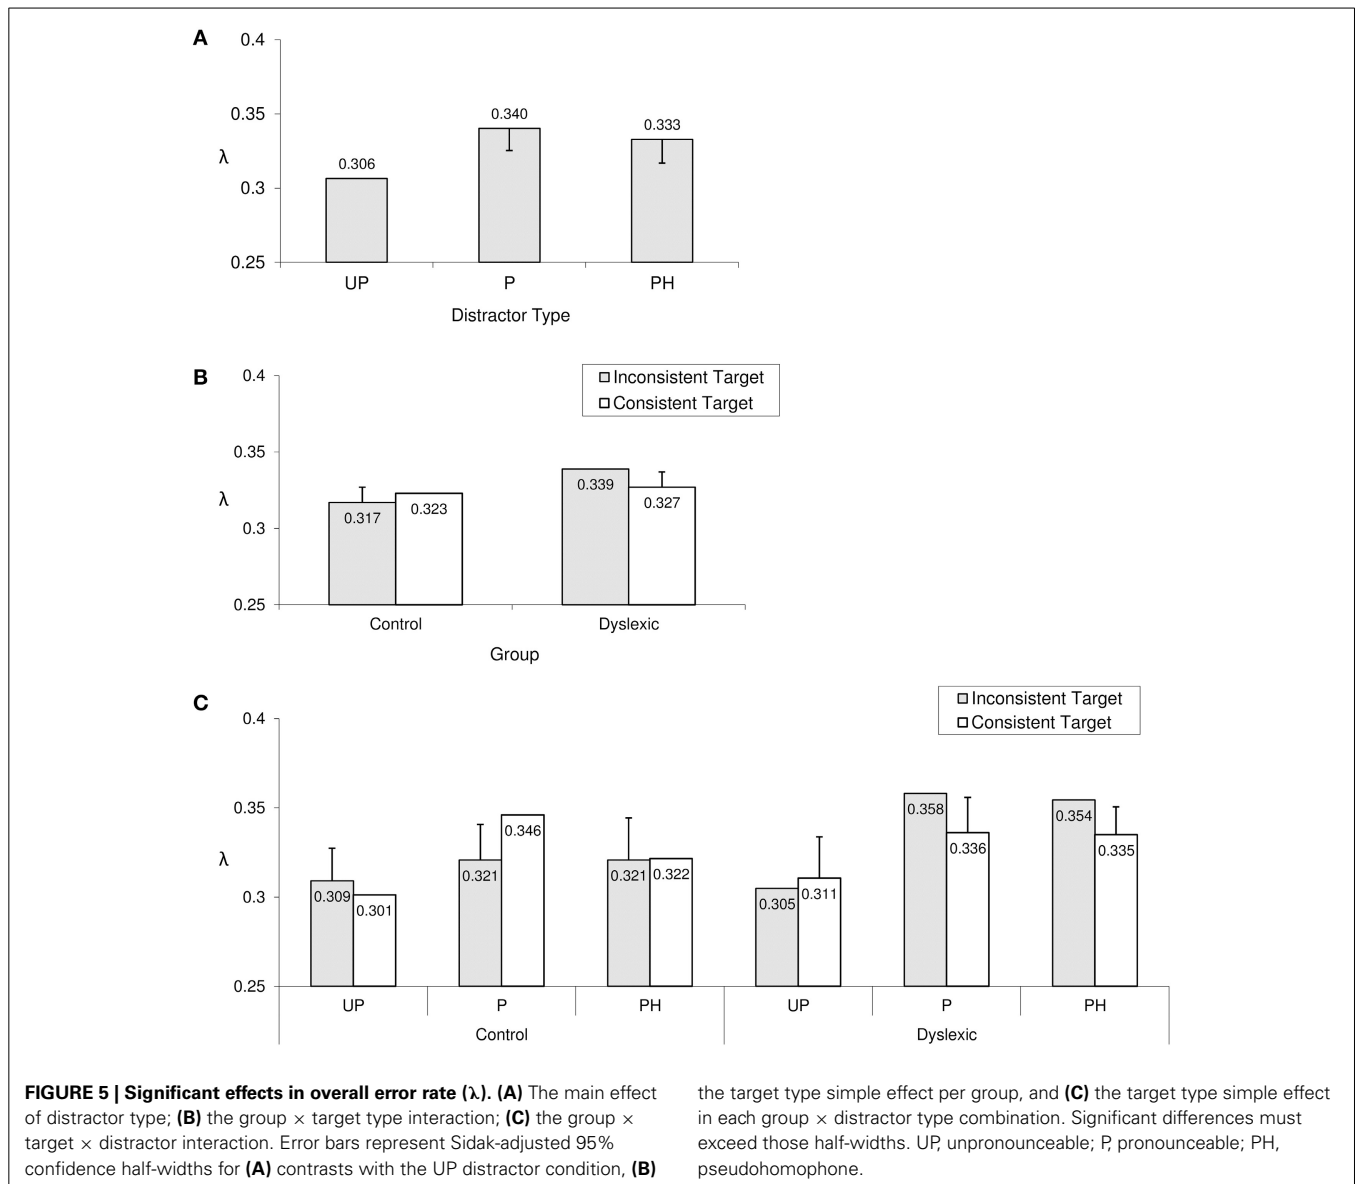 A
0.4
0.35
0.3
0.25
λ
0.306
0.340
0.333
UP P PH
Distractor Type
B
Inconsistent Target
Consistent Target
0.4
0.35
0.3
0.25
λ
0.317
0.323
0.339
0.327
Control Dyslexic
Group
C
Inconsistent Target
Consistent Target
0.4
0.35
0.3
0.25
λ
0.309
0.301
0.321
0.346
0.321
0.322
0.305
0.311
0.358
0.336
0.354
0.335
UP P PH UP P PH
Control Dyslexic
FIGURE 5 | Significant effects in overall error rate (λ). (A) The main effect
of distractor type; (B) the group × target type interaction; (C) the group ×
target × distractor interaction. Error bars represent Sidak-adjusted 95%
confidence half-widths for (A) contrasts with the UP distractor condition, (B)
the target type simple effect per group, and (C) the target type simple effect
in each group × distractor type combination. Significant differences must
exceed those half-widths. UP, unpronounceable; P, pronounceable; PH,
pseudohomophone.